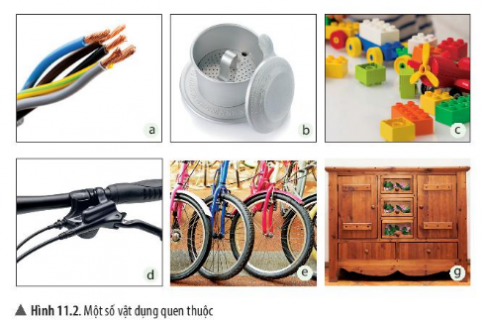 a
b
c
d
e
g
▲ Hình 11.2. Một số vật dụng quen thuộc